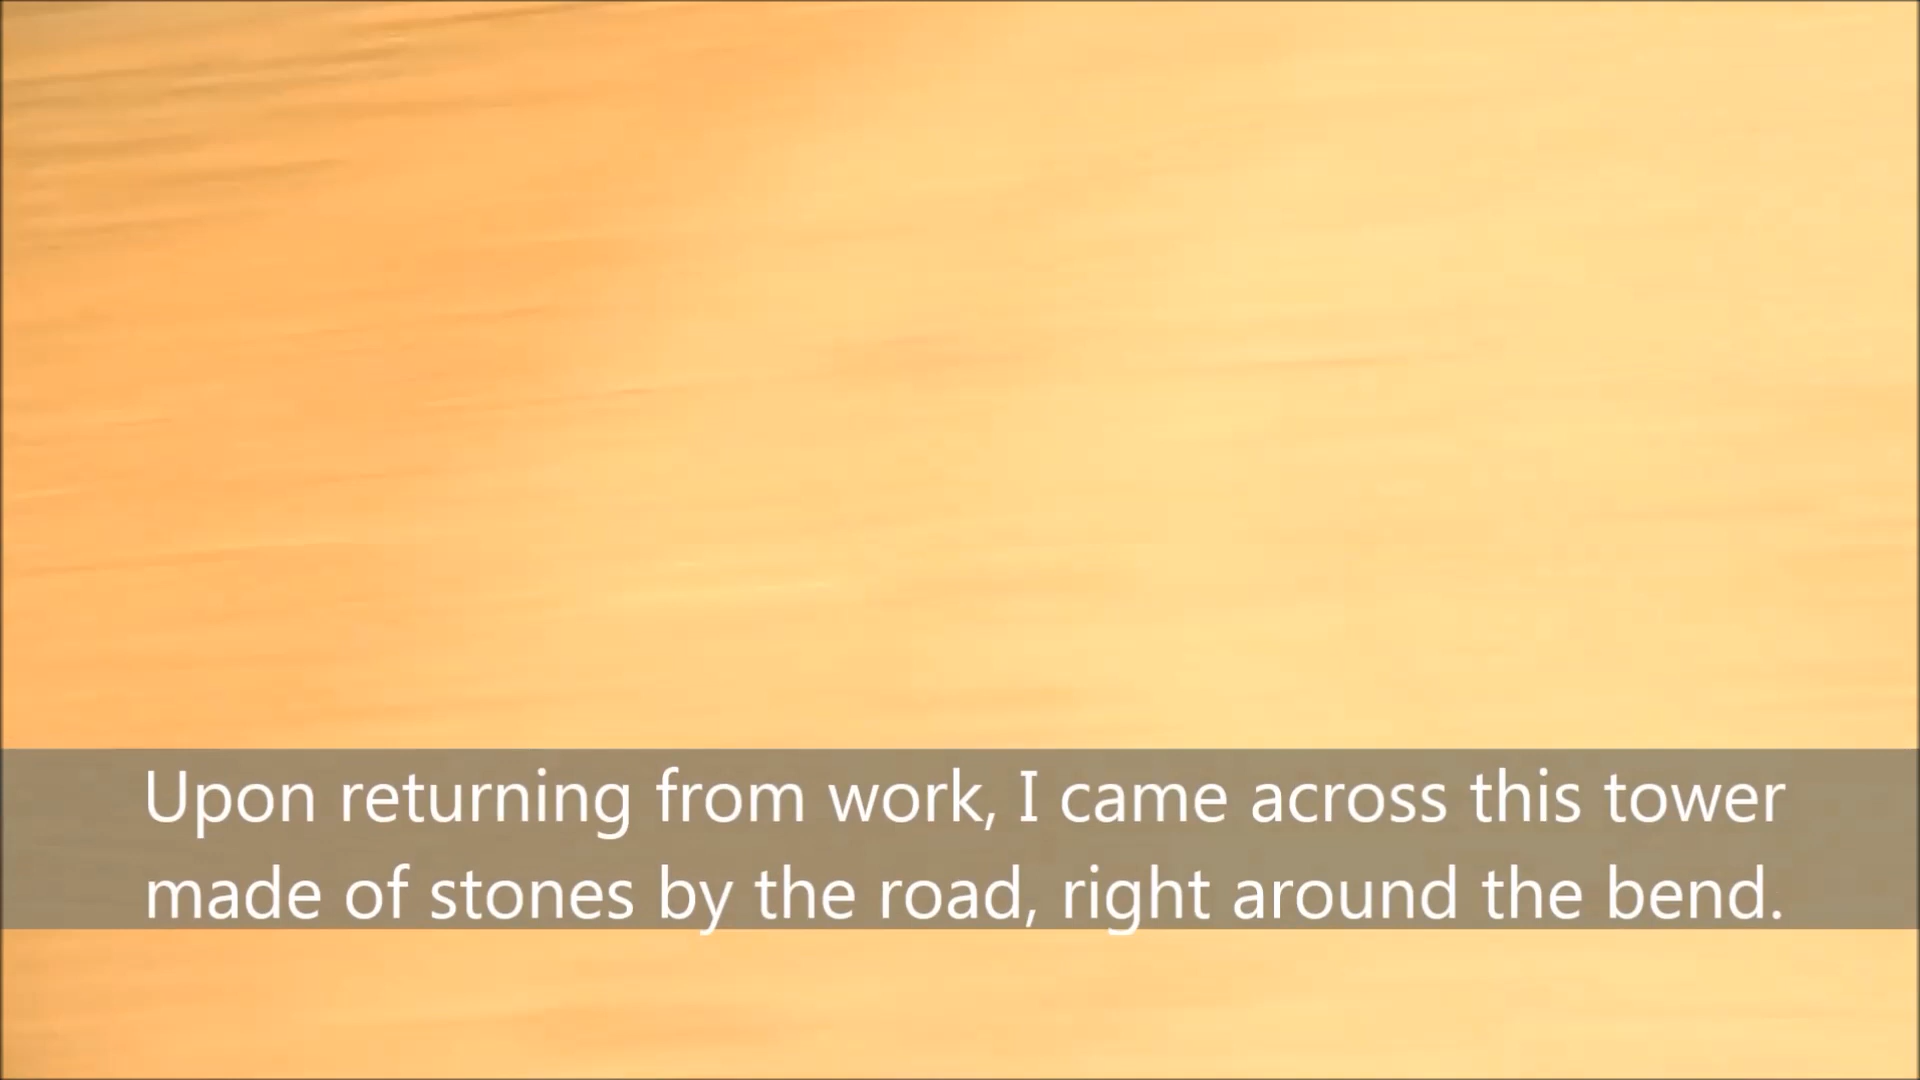 Upon returning from work, I came across this tower
made of stones by the road, right around the bend.